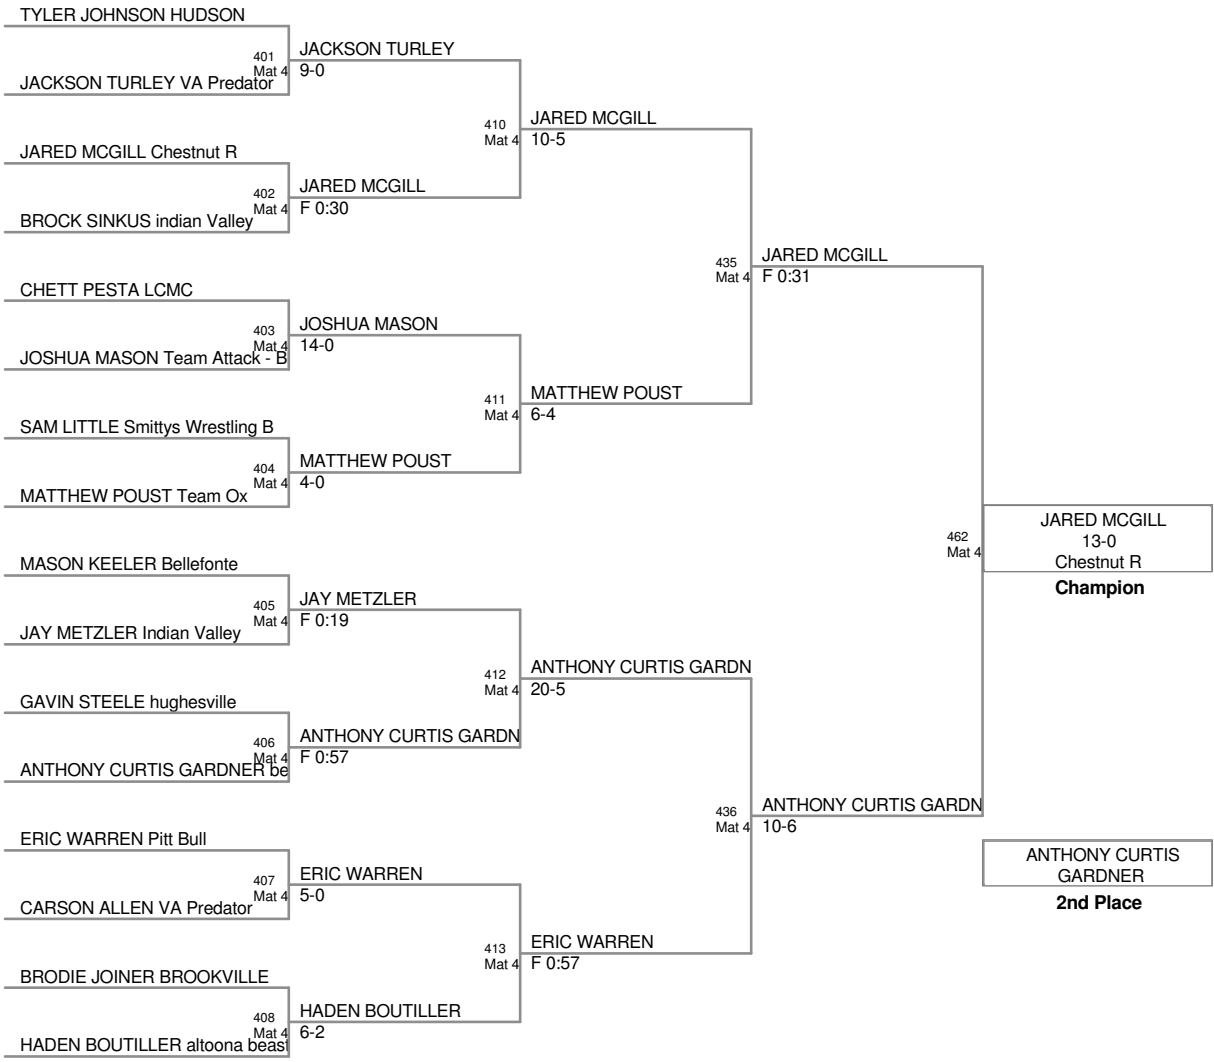 TYLER JOHNSON HUDSON
401
Mat 4
JACKSON TURLEY
9-0
JACKSON TURLEY VA Predator
410
Mat 4
JARED MCGILL
10-5
JARED MCGILL Chestnut R
402
Mat 4
JARED MCGILL
F 0:30
BROCK SINKUS indian Valley
435
Mat 4
JARED MCGILL
F 0:31
CHETT PESTA LCMC
403
Mat 4
JOSHUA MASON
14-0
JOSHUA MASON Team Attack - B
411
Mat 4
MATTHEW POUST
6-4
SAM LITTLE Smittys Wrestling B
404
Mat 4
MATTHEW POUST
4-0
MATTHEW POUST Team Ox
462
Mat 4
JARED MCGILL
13-0
Chestnut R
Champion
MASON KEELER Bellefonte
405
Mat 4
JAY METZLER
F 0:19
JAY METZLER Indian Valley
412
Mat 4
ANTHONY CURTIS GARDN
20-5
GAVIN STEELE hughesville
406
Mat 4
ANTHONY CURTIS GARDN
F 0:57
ANTHONY CURTIS GARDNER be
436
Mat 4
ANTHONY CURTIS GARDN
10-6
ERIC WARREN Pitt Bull
407
Mat 4
ERIC WARREN
5-0
CARSON ALLEN VA Predator
ANTHONY CURTIS
GARDNER
2nd Place
413
Mat 4
ERIC WARREN
F 0:57
BRODIE JOINER BROOKVILLE
408
Mat 4
HADEN BOUTILLER
6-2
HADEN BOUTILLER altoona beast